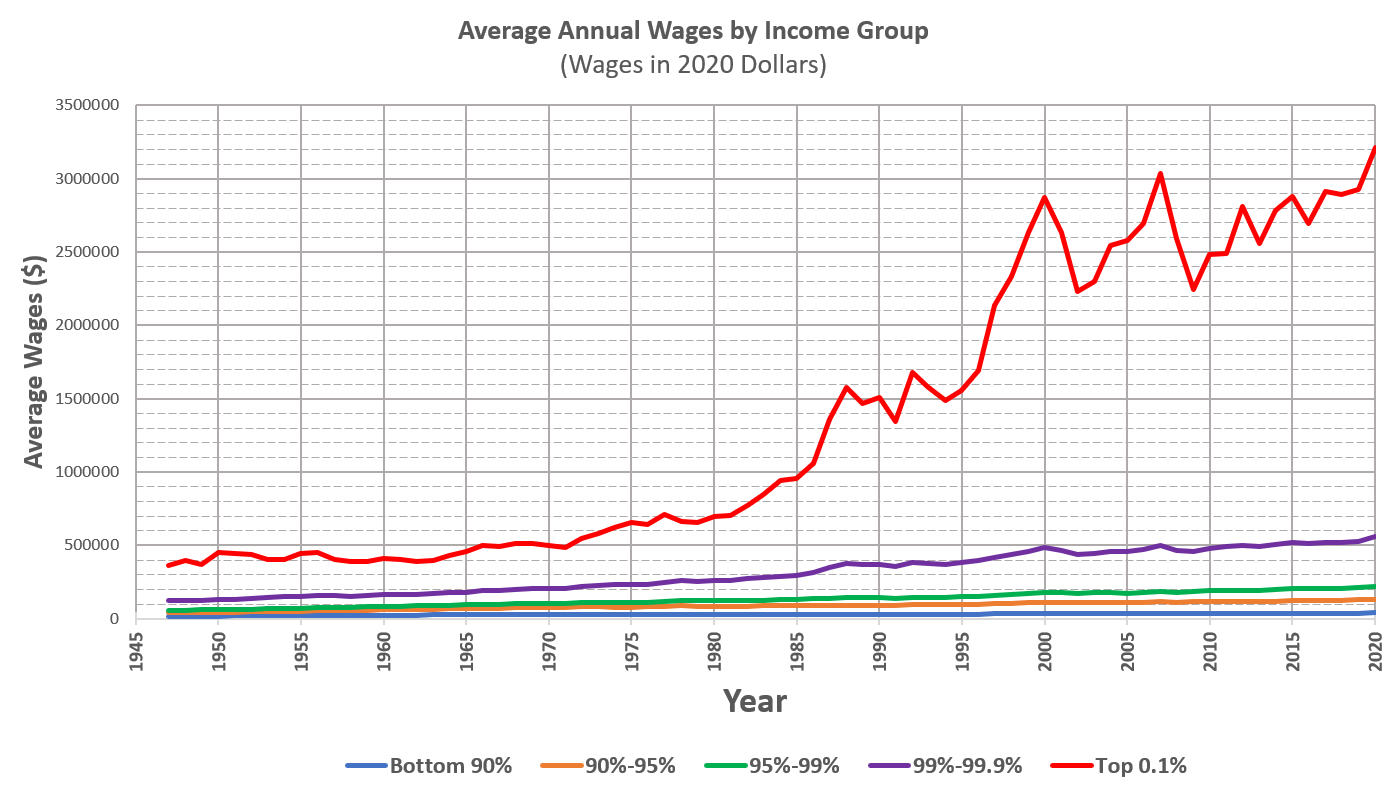 Average Annual Wages by Income Group
(Wages in 2020 Dollars)
3500000
3000000
2500000
2000000
1500000
1000000
500000
0
Average Wages ($)
1945 1950 1955 1960 1965 1970 1975 1980 1985 1990 1995 2000 2005 2010 2015 2020
Year
Bottom 90% 90%-95% 95%-99% 99%-99.9% Top 0.1%